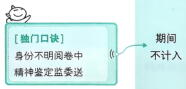 【独门口诀】
身份不明阅卷中
精神鉴定监委送
期间
不计入